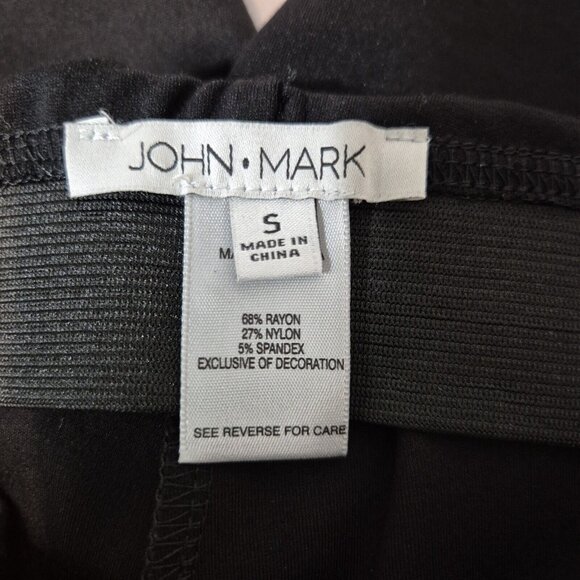 JOHN • MARK
S
MADE IN
CHINA
68% RAYON
27% NYLON
5% SPANDEX
EXCLUSIVE OF DECORATION
SEE REVERSE FOR CARE